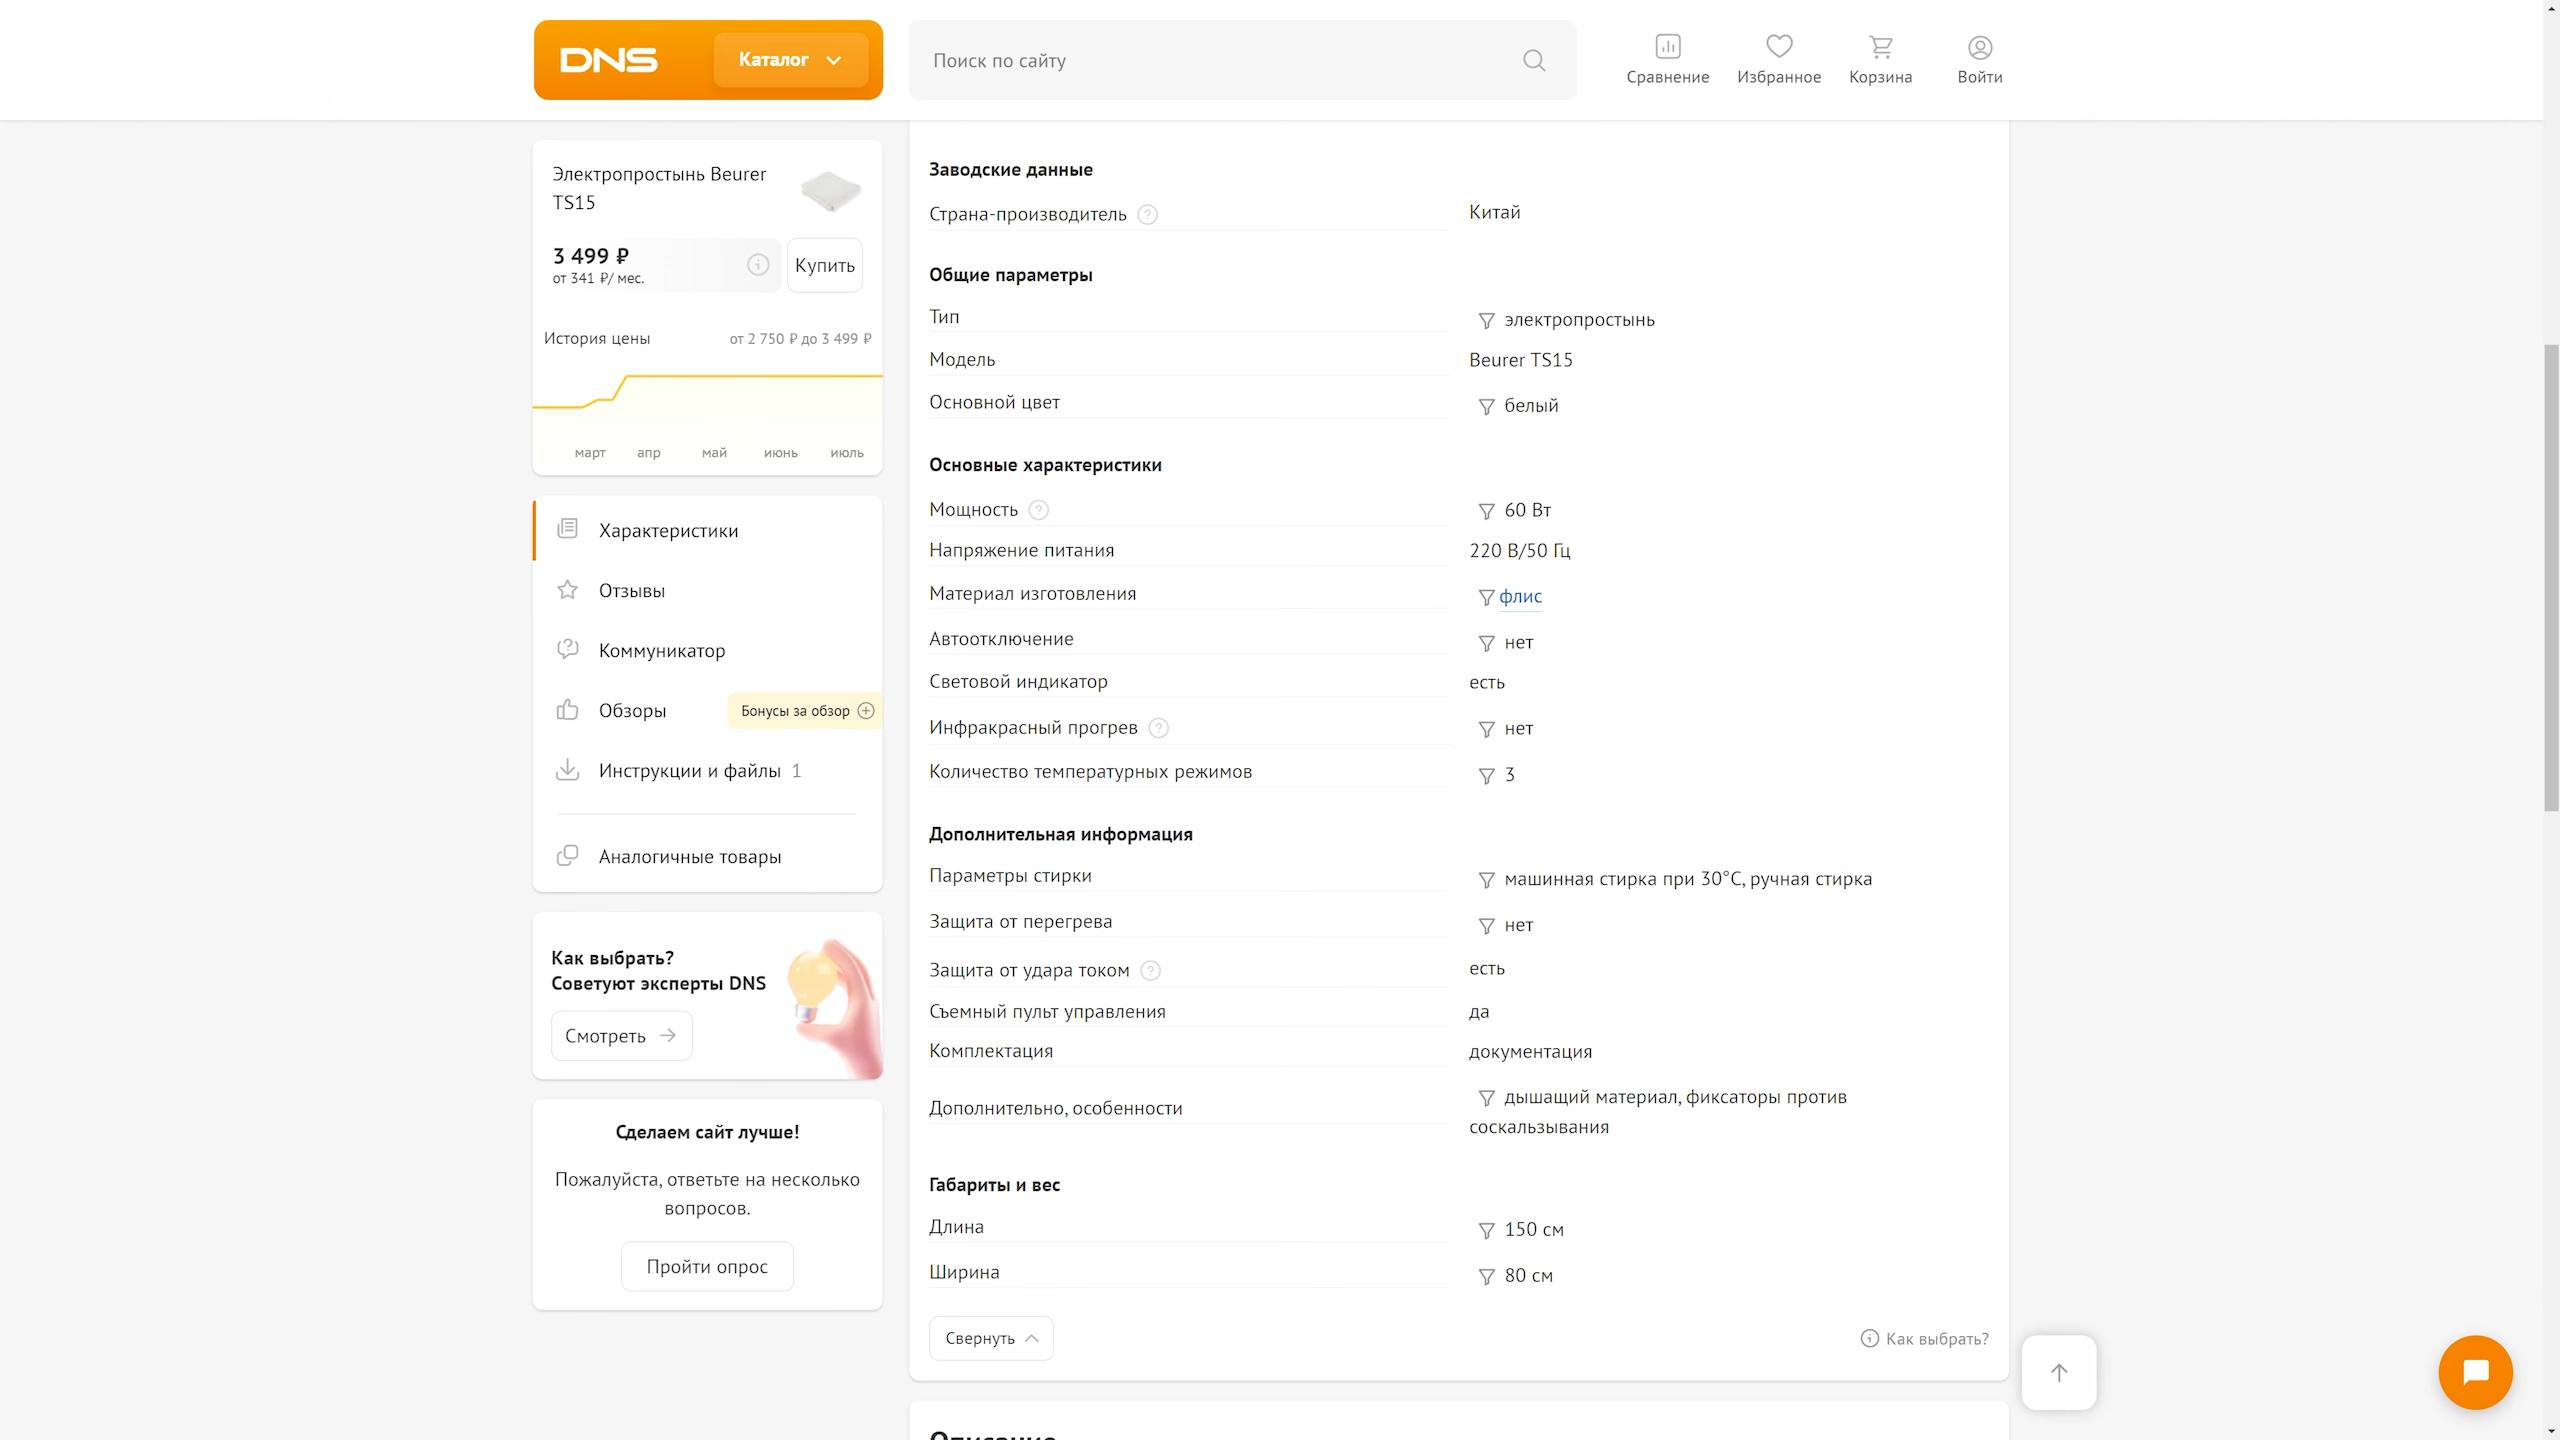 DNS
Каталог
Поиск по сайту
Сравнение
Избранное
Корзина
Войти
Электропростынь Beurer
TS15
3 499 ₽
от 341 ₽/ мес.
Купить
История цены
от 2 750 ₽ до 3 499 ₽
март апр май июнь июль
Характеристики
Отзывы
Коммуникатор
Обзоры
Бонусы за обзор
Инструкции и файлы 1
Аналогичные товары
Как выбрать?
Советуют эксперты DNS
Смотреть
Сделаем сайт лучше!
Пожалуйста, ответьте на несколько
вопросов.
Пройти опрос
Заводские данные
Страна-производитель ? Китай
Общие параметры
Тип электропростынь
Модель Beurer TS15
Основной цвет белый
Основные характеристики
Мощность ? 60 Вт
Напряжение питания 220 В/50 Гц
Материал изготовления флис
Автоотключение нет
Световой индикатор есть
Инфракрасный прогрев ? нет
Количество температурных режимов 3
Дополнительная информация
Параметры стирки машинная стирка при 30°C, ручная стирка
Защита от перегрева нет
Защита от удара током ? есть
Съемный пульт управления да
Комплектация документация
Дополнительно, особенности дышащий материал, фиксаторы против
соскальзывания
Габариты и вес
Длина 150 см
Ширина 80 см
Свернуть
Как выбрать?
Описание